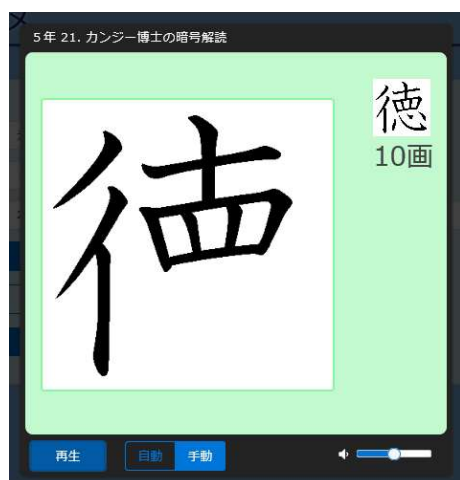 5年 21. カンジー博士の暗号解読
徳
10画
再生
自動
手動